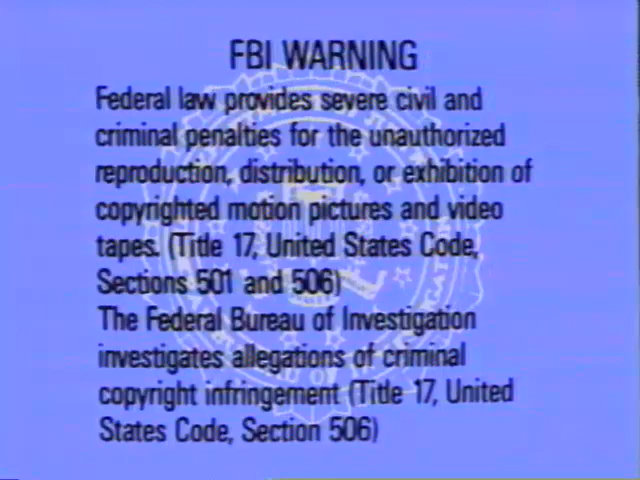 FBI WARNING
Federal law provides severe civil and
criminal penalties for the unauthorized
reproduction, distribution, or exhibition of
copyrighted motion pictures and video
tapes. (Title 17, United States Code,
Sections 501 and 506)
The Federal Bureau of Investigation
investigates allegations of criminal
copyright infringement (Title 17, United
States Code, Section 506)